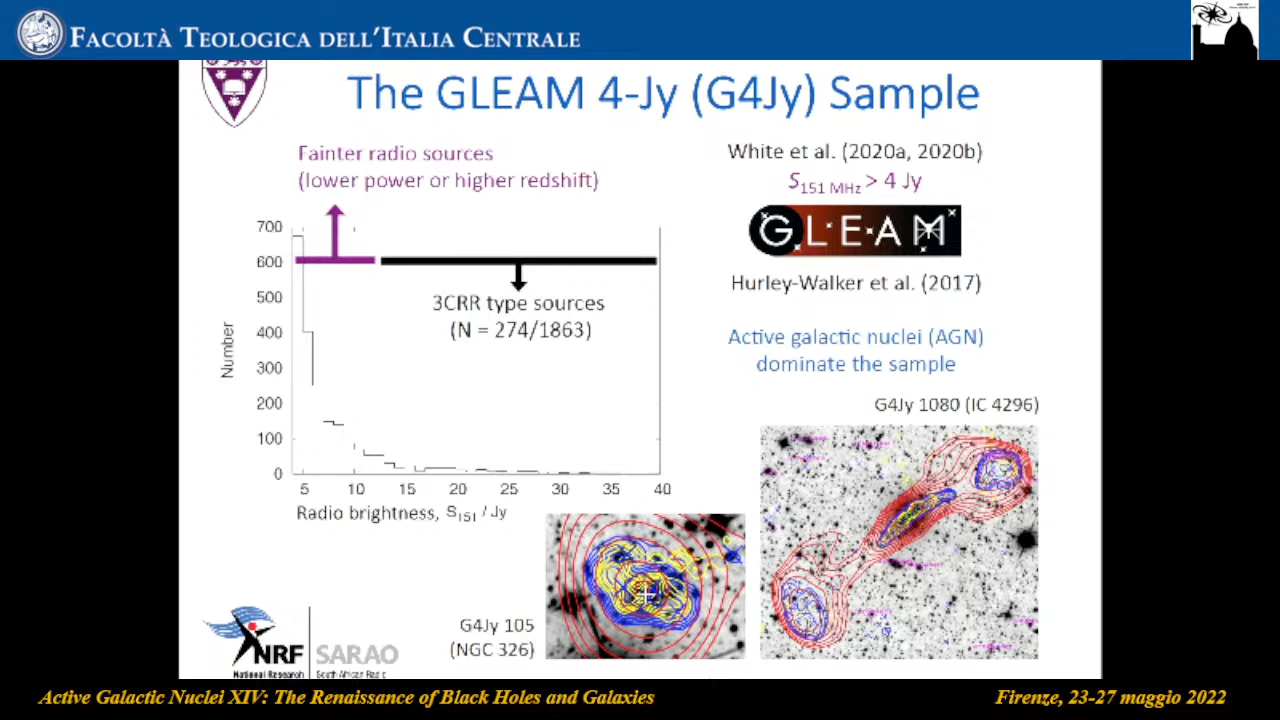 FACOLTÀ TEOLOGICA DELL'ITALIA CENTRALE
The GLEAM 4-Jy (G4Jy) Sample
Fainter radio sources
(lower power or higher redshift)
White et al. (2020a, 2020b)
S151 MHz > 4 Jy
GLEAM
Hurley-Walker et al. (2017)
Active galactic nuclei (AGN)
dominate the sample
700
600
500
400
300
200
100
0
Number
3CRR type sources
(N = 274/1863)
5 10 15 20 25 30 35 40
Radio brightness, S151 / Jy
G4Jy 1080 (IC 4296)
G4Jy 105
(NGC 326)
NRF SARAO
National Research South African Radio
Active Galactic Nuclei XIV: The Renaissance of Black Holes and Galaxies
Firenze, 23-27 maggio 2022